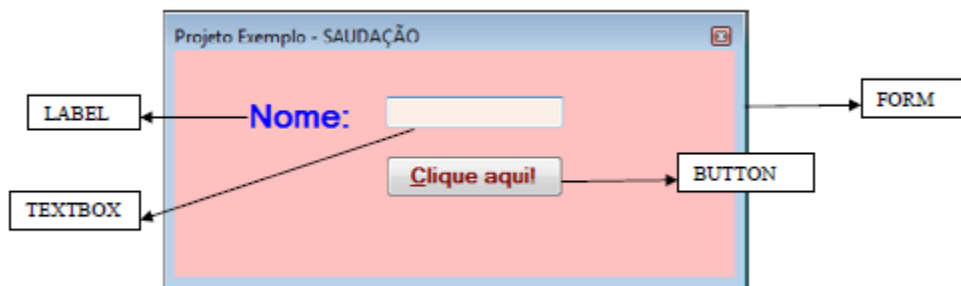 Projeto Exemplo - SAUDAÇÃO
LABEL
Nome:
FORM
Clique aqui!
BUTTON
TEXTBOX